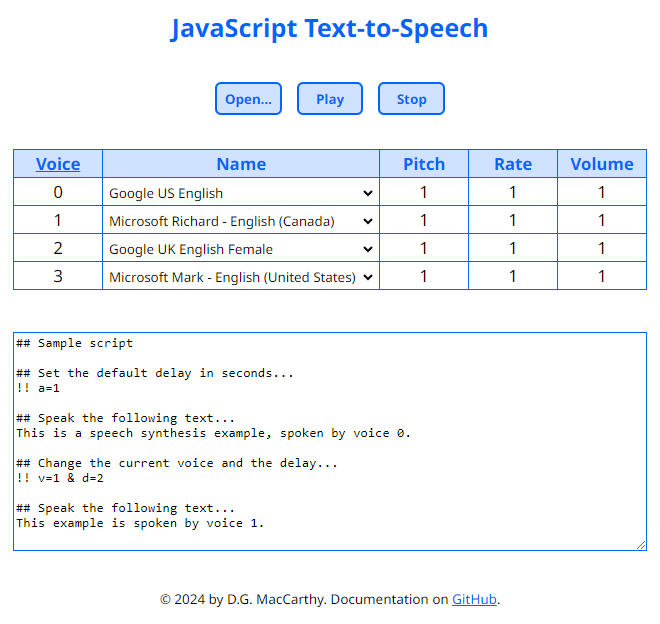 JavaScript Text-to-Speech
Open... Play Stop
Voice Name Pitch Rate Volume
0 Google US English 1 1 1
1 Microsoft Richard - English (Canada) 1 1 1
2 Google UK English Female 1 1 1
3 Microsoft Mark - English (United States) 1 1 1
## Sample script
## Set the default delay in seconds...
!! a=1
## Speak the following text...
This is a speech synthesis example, spoken by voice 0.
## Change the current voice and the delay...
!! v=1 & d=2
## Speak the following text...
This example is spoken by voice 1.
© 2024 by D.G. MacCarthy. Documentation on GitHub.